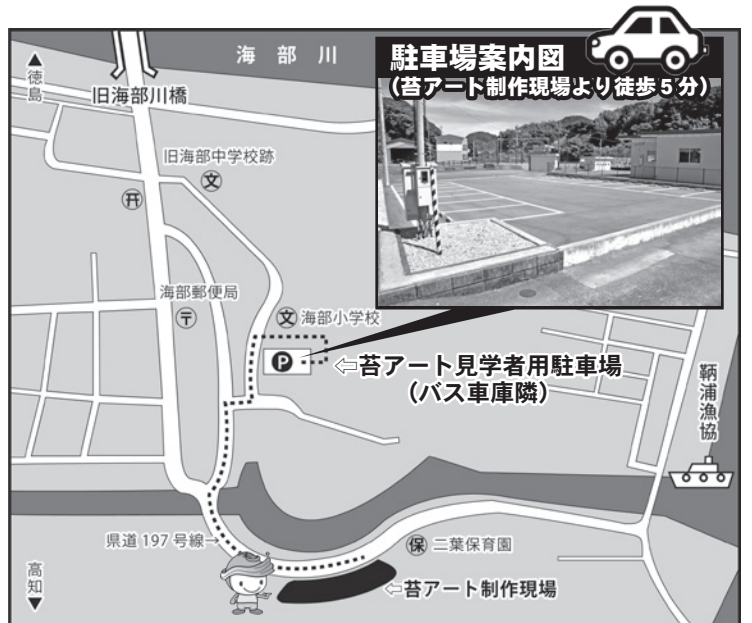 海部川
駐車場案内図
(苔アート制作現場より徒歩5分)
▲徳島
旧海部川橋
旧海部中学校跡
文
海部郵便局
〒
文 海部小学校
P
⇦苔アート見学者用駐車場
(バス車庫隣)
鞆浦漁協
県道197号線→
保 二葉保育園
⇦苔アート制作現場
高知▼